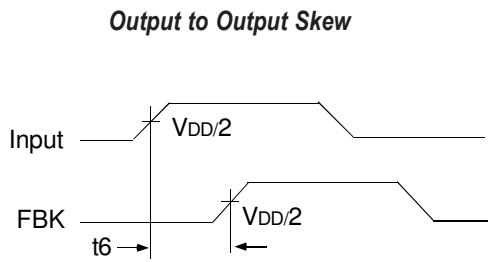 Output to Output Skew
Input
VDD/2
FBK
VDD/2
t6